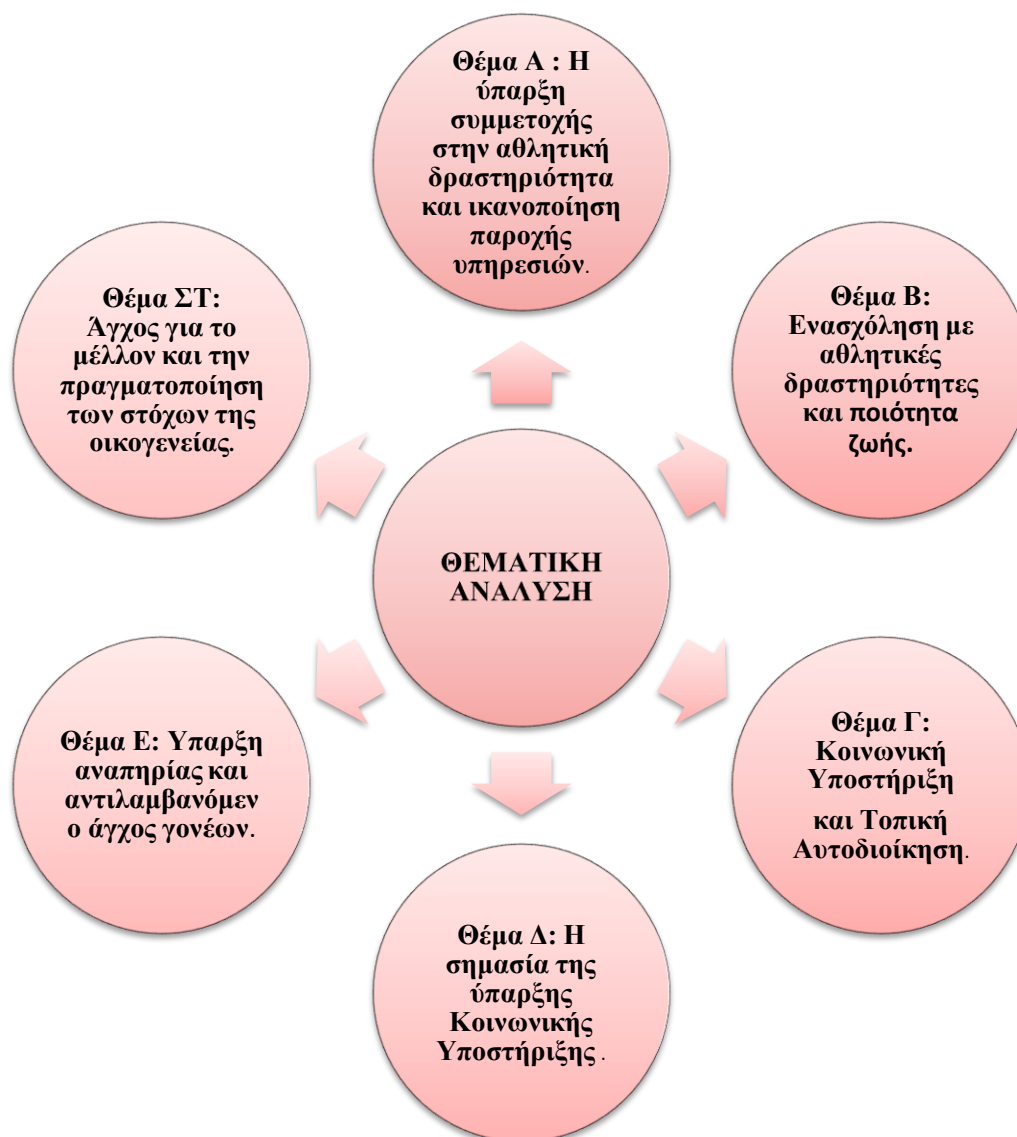 Θέμα Α : Η
ύπαρξη
συμμετοχής
στην αθλητική
δραστηριότητα
και ικανοποίηση
παροχής
υπηρεσιών.
Θέμα Β:
Ενασχόληση με
αθλητικές
δραστηριότητες
και ποιότητα
ζωής.
Θέμα Γ:
Κοινωνική
Υποστήριξη
και Τοπική
Αυτοδιοίκηση.
Θέμα Δ: Η
σημασία της
ύπαρξης
Κοινωνικής
Υποστήριξης .
Θέμα Ε: Υπαρξη
αναπηρίας και
αντιλαμβανόμεν
ο άγχος γονέων.
Θέμα ΣΤ:
Άγχος για το
μέλλον και την
πραγματοποίηση
των στόχων της
οικογενείας.
ΘΕΜΑΤΙΚΗ
ΑΝΑΛΥΣΗ